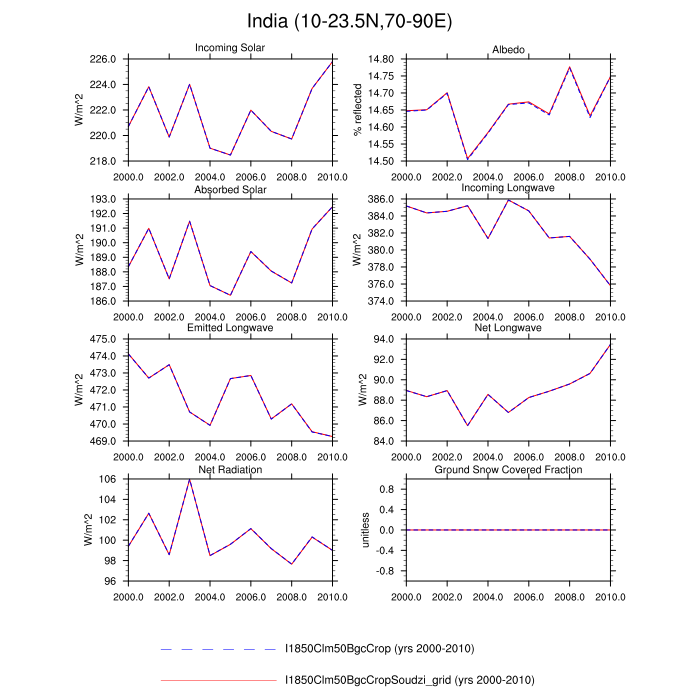 India (10-23.5N,70-90E)
Incoming Solar
W/m^2
226.0
224.0
222.0
220.0
218.0
2000.0 2002.0 2004.0 2006.0 2008.0 2010.0
Albedo
% reflected
14.80
14.75
14.70
14.65
14.60
14.55
14.50
2000.0 2002.0 2004.0 2006.0 2008.0 2010.0
Absorbed Solar
W/m^2
193.0
192.0
191.0
190.0
189.0
188.0
187.0
186.0
2000.0 2002.0 2004.0 2006.0 2008.0 2010.0
Incoming Longwave
W/m^2
386.0
384.0
382.0
380.0
378.0
376.0
374.0
2000.0 2002.0 2004.0 2006.0 2008.0 2010.0
Emitted Longwave
W/m^2
475.0
474.0
473.0
472.0
471.0
470.0
469.0
2000.0 2002.0 2004.0 2006.0 2008.0 2010.0
Net Longwave
W/m^2
94.0
92.0
90.0
88.0
86.0
84.0
2000.0 2002.0 2004.0 2006.0 2008.0 2010.0
Net Radiation
W/m^2
106
104
102
100
98
96
2000.0 2002.0 2004.0 2006.0 2008.0 2010.0
Ground Snow Covered Fraction
unitless
0.8
0.4
0.0
-0.4
-0.8
2000.0 2002.0 2004.0 2006.0 2008.0 2010.0
I1850Clm50BgcCrop (yrs 2000-2010)
I1850Clm50BgcCropSoudzi_grid (yrs 2000-2010)